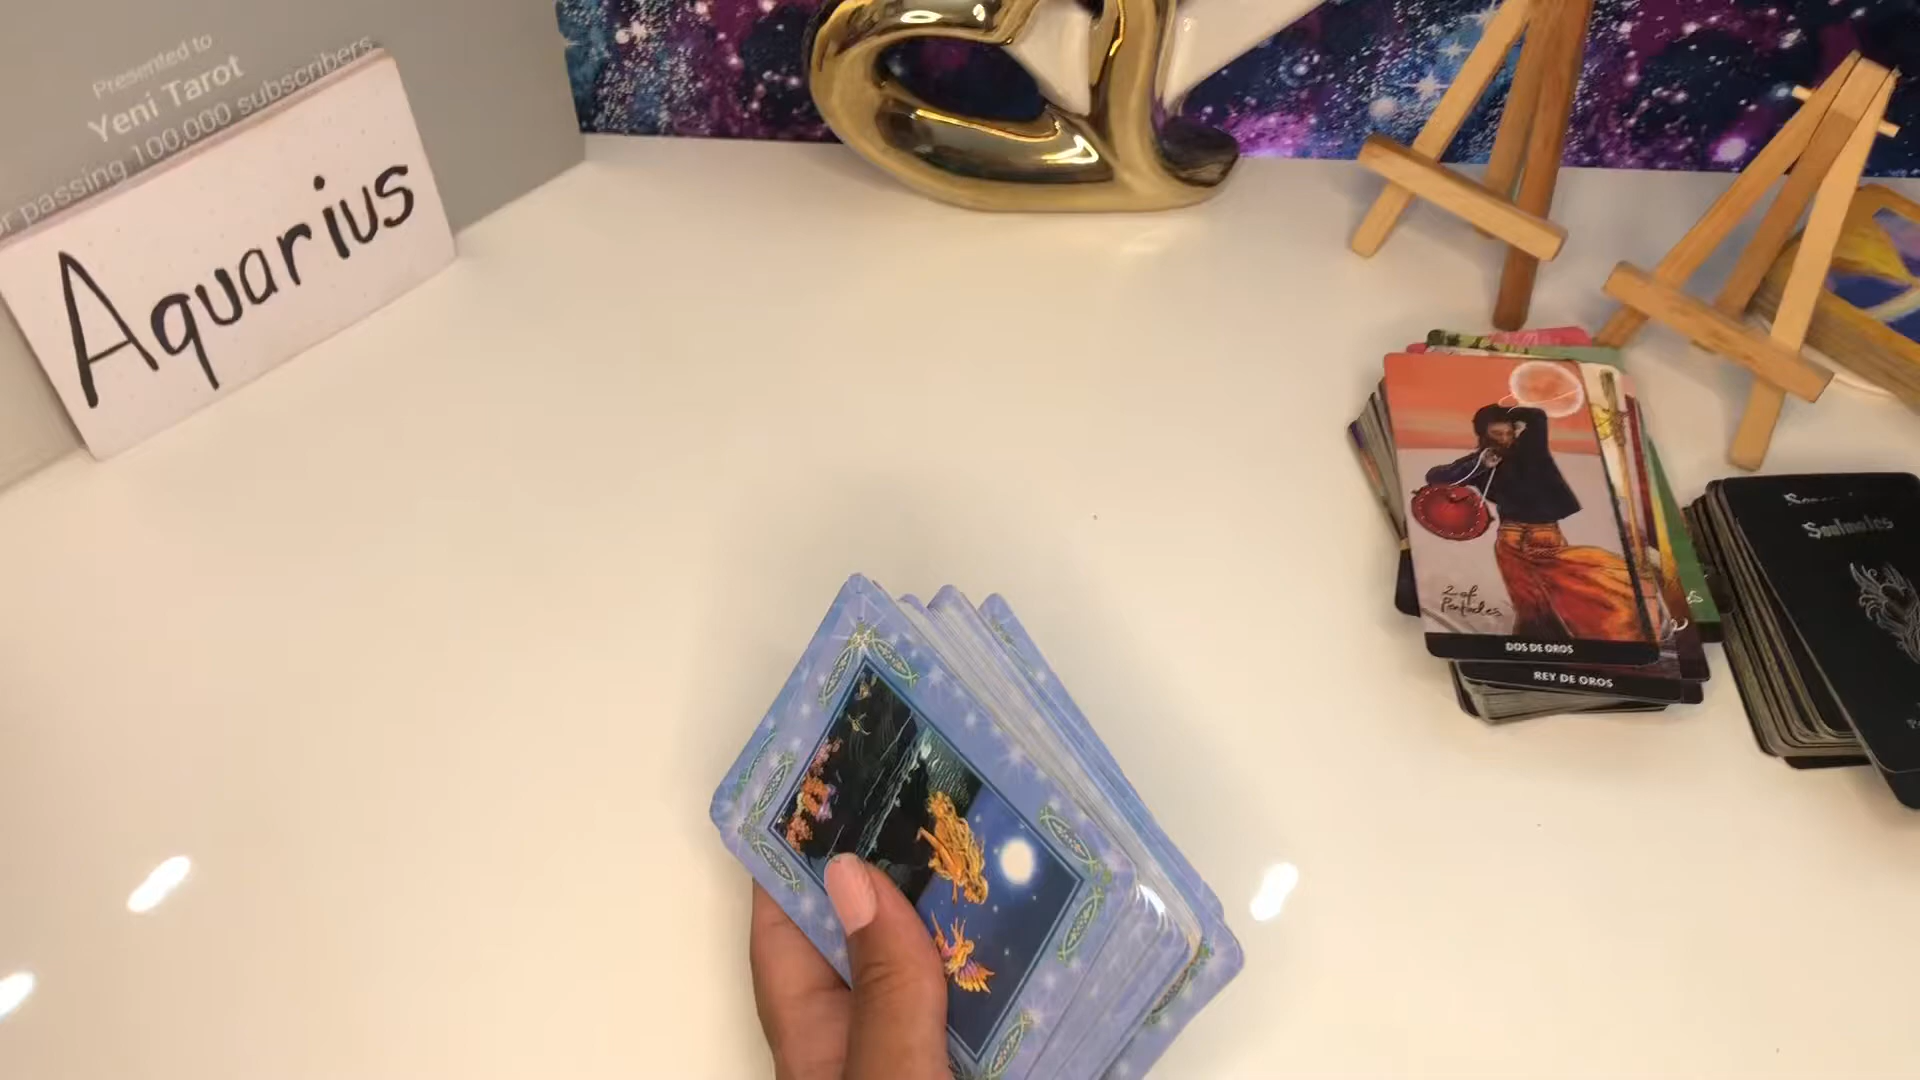 Presented to
Yeni Tarot
passing 100,000 subscribers
Aquarius
2 of
Pentacles
DOS DE OROS
REY DE OROS
Soulmates